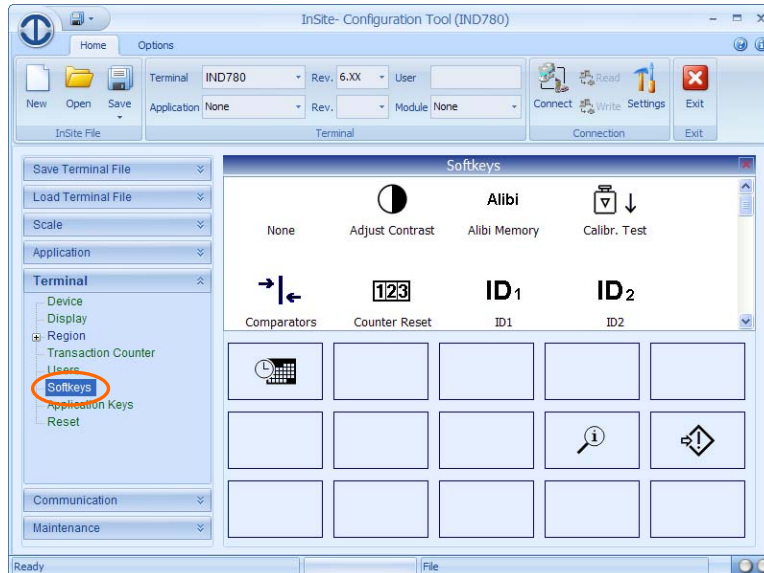 InSite- Configuration Tool (IND780)
Home Options
New Open Save
InSite File
Terminal IND780 Rev. 6.XX User
Application None Rev. Module None
Terminal
Connect Read Write Settings
Connection
Exit
Exit
Save Terminal File
Load Terminal File
Scale
Application
Terminal
Device
Display
Region
Transaction Counter
Users
Softkeys
Application Keys
Reset
Communication
Maintenance
Softkeys
Alibi
None Adjust Contrast Alibi Memory Calibr. Test
123 ID1 ID2
Comparators Counter Reset ID1 ID2
Ready File